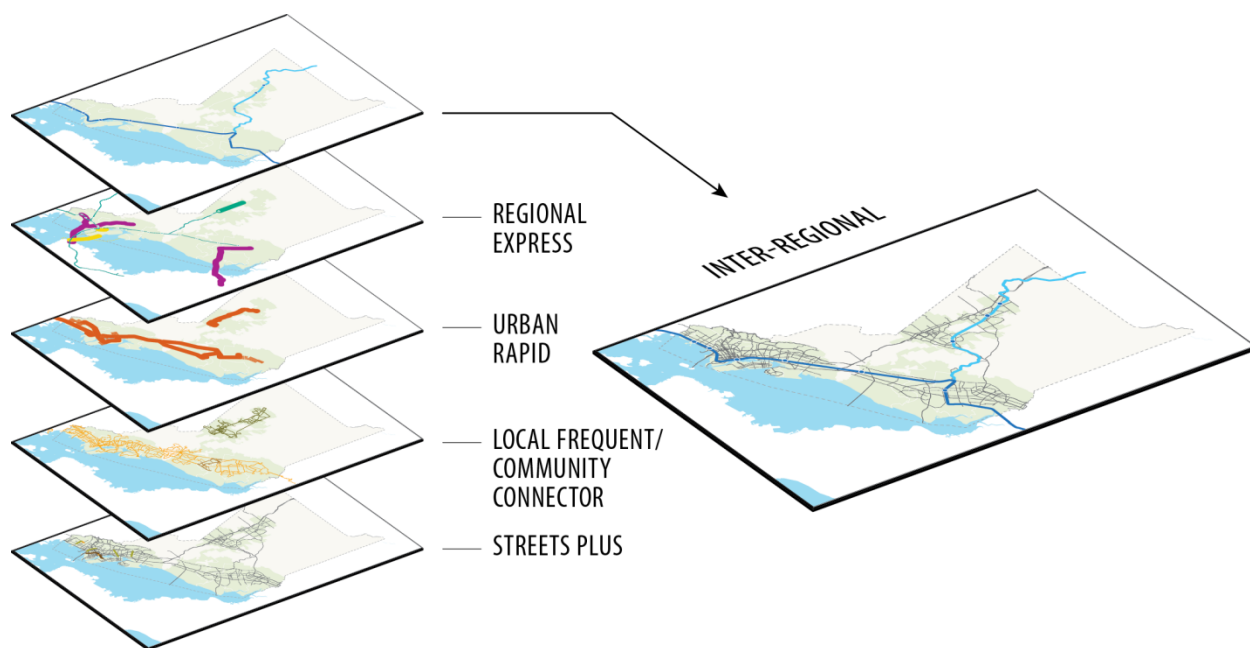 REGIONAL
EXPRESS
URBAN
RAPID
LOCAL FREQUENT/
COMMUNITY
CONNECTOR
STREETS PLUS
INTER-REGIONAL